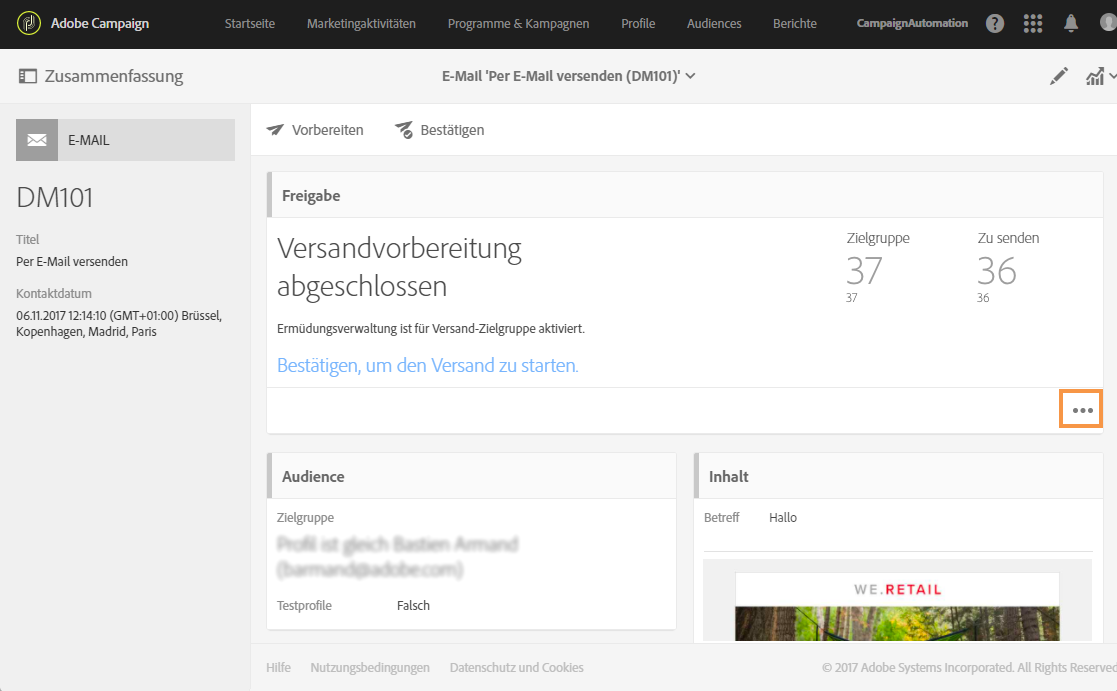 Adobe Campaign
Startseite
Marketingaktivitäten
Programme & Kampagnen
Profile
Audiences
Berichte
CampaignAutomation
?
Zusammenfassung
E-Mail 'Per E-Mail versenden (DM101)'
E-MAIL
DM101
Titel
Per E-Mail versenden
Kontaktdatum
06.11.2017 12:14:10 (GMT+01:00) Brüssel,
Kopenhagen, Madrid, Paris
Vorbereiten
Bestätigen
Freigabe
Versandvorbereitung
abgeschlossen
Ermüdungsverwaltung ist für Versand-Zielgruppe aktiviert.
Bestätigen, um den Versand zu starten.
Zielgruppe
37
37
Zu senden
36
36
Audience
Zielgruppe
Profil ist gleich Bastien Armand
(barmand@adobe.com)
Testprofile
Falsch
Inhalt
Betreff
Hallo
WE.RETAIL
Hilfe
Nutzungsbedingungen
Datenschutz und Cookies
© 2017 Adobe Systems Incorporated. All Rights Reserved